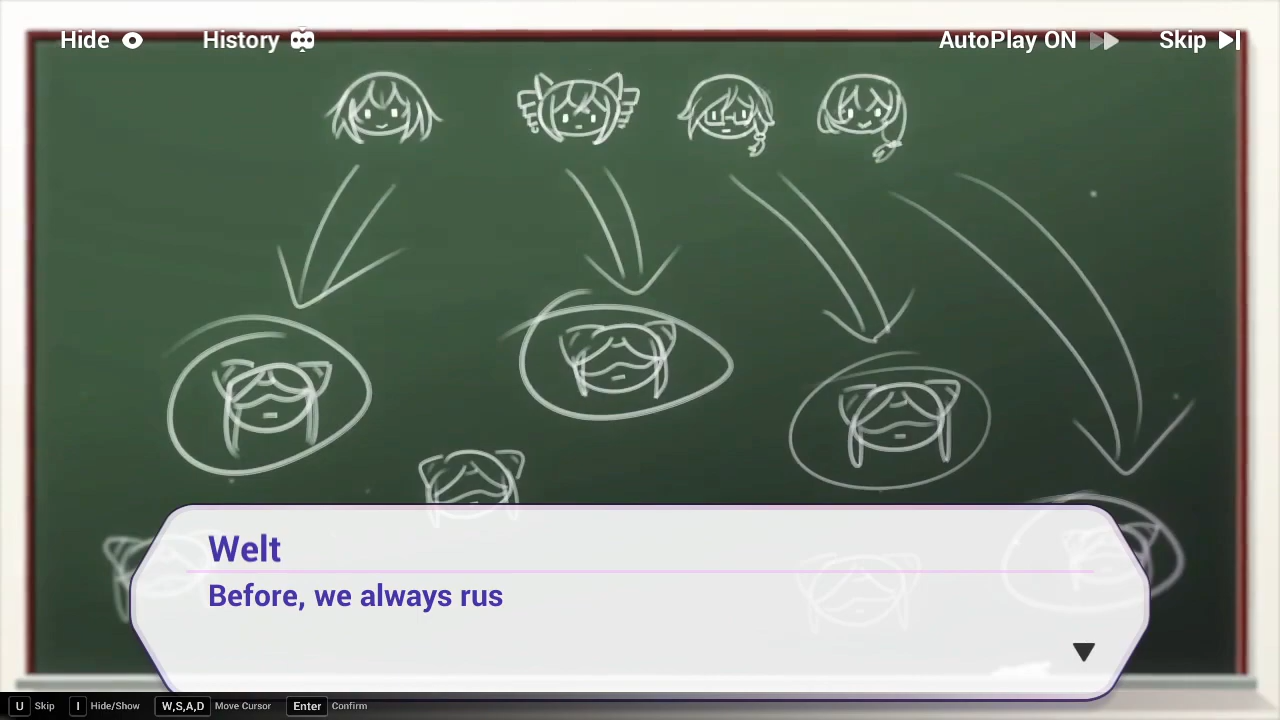 Hide
History
AutoPlay ON
Skip
Welt
Before, we always rus
U Skip I Hide/Show W,S,A,D Move Cursor Enter Confirm